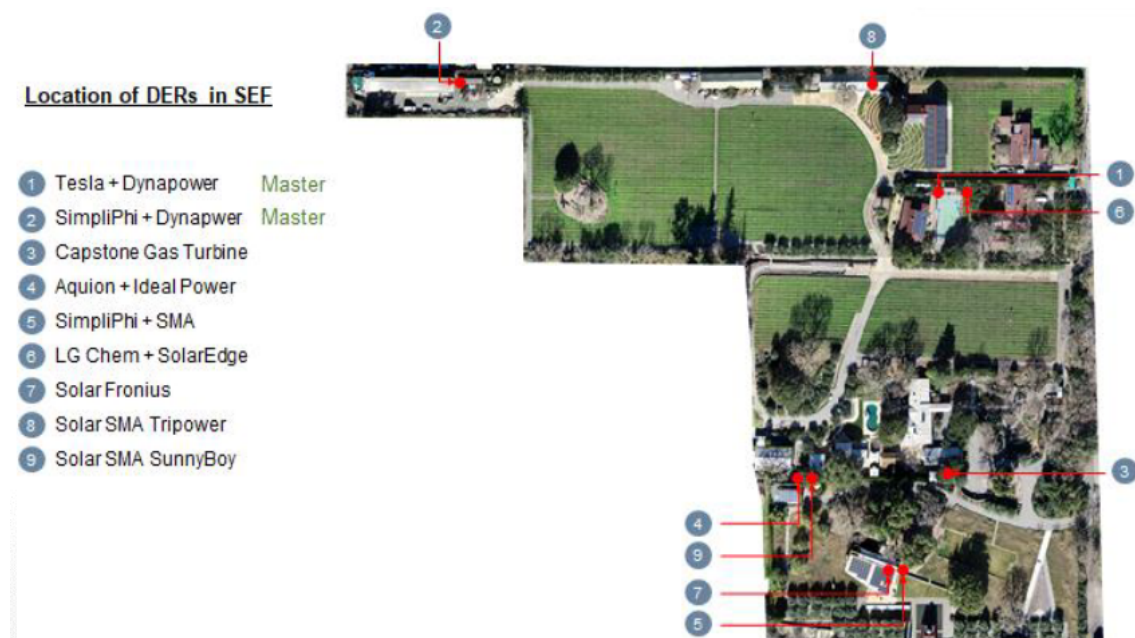 2
8
Location of DERs in SEF
1
1 Tesla + Dynapower Master
2 SimpliPhi + Dynapwer Master
6
3 Capstone Gas Turbine
4 Aquion + Ideal Power
5 SimpliPhi + SMA
6 LG Chem + SolarEdge
7 Solar Fronius
8 Solar SMA Tripower
9 Solar SMA SunnyBoy
3
4
9
7
5